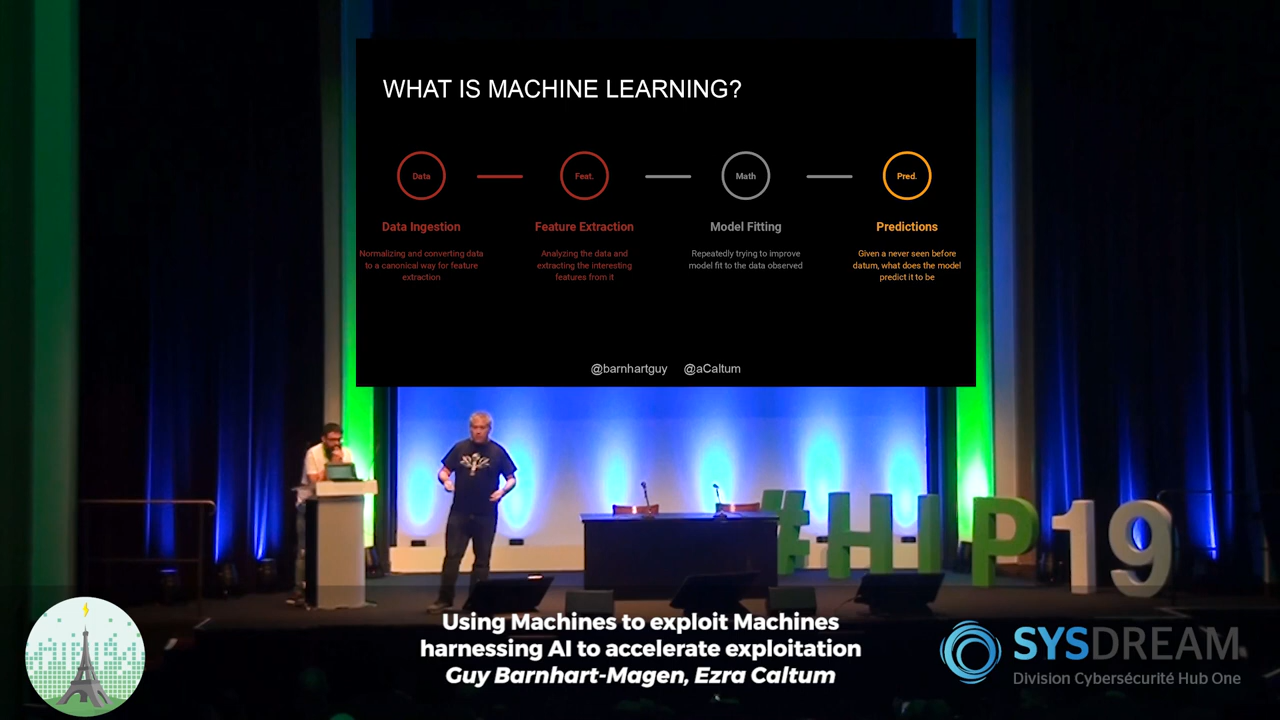 WHAT IS MACHINE LEARNING?
Data
Feat.
Math
Pred.
Data Ingestion
Feature Extraction
Model Fitting
Predictions
Normalizing and converting data
to a canonical way for feature
extraction
Analyzing the data and
extracting the interesting
features from it
Repeatedly trying to improve
model fit to the data observed
Given a never seen before
datum, what does the model
predict it to be
@barnhartguy @aCaltum
#HIP19
Using Machines to exploit Machines
harnessing AI to accelerate exploitation
Guy Barnhart-Magen, Ezra Caltum
SYSDREAM
Division Cybersécurité Hub One